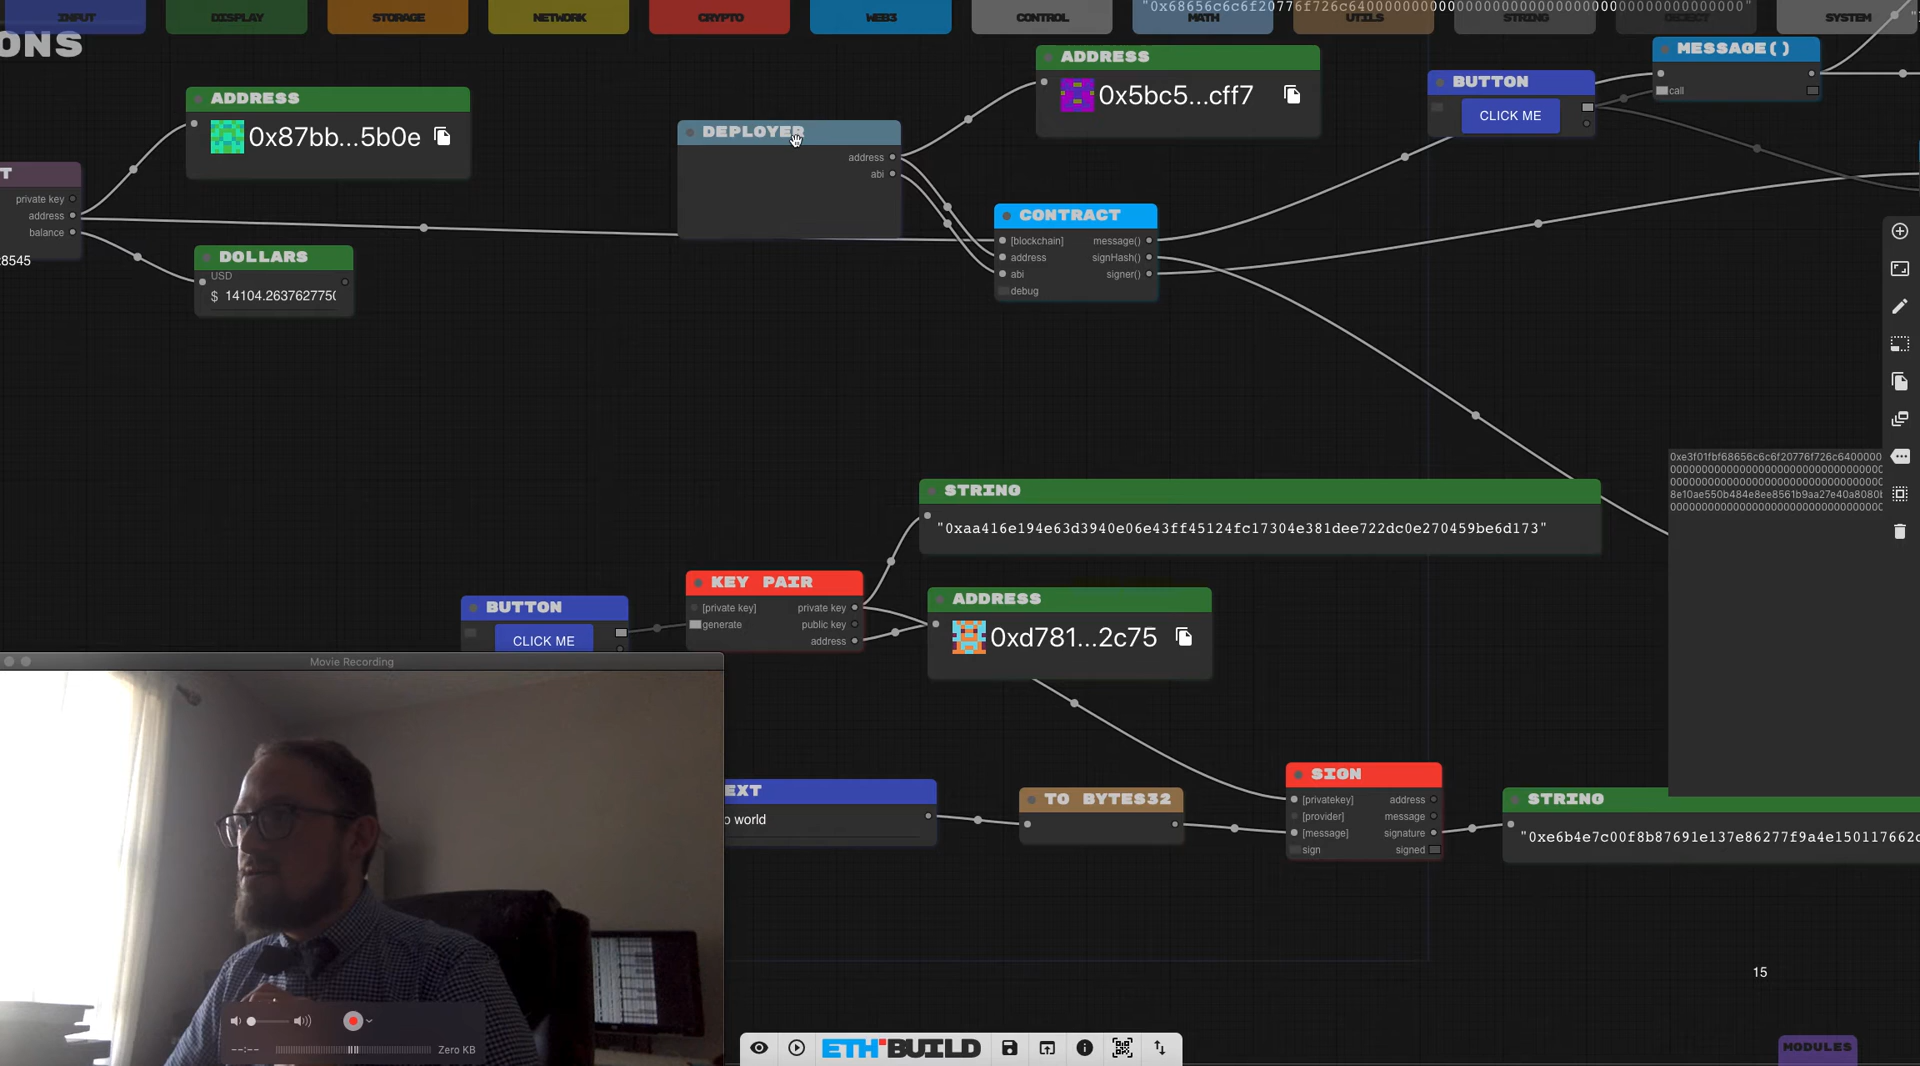 INPUT
DISPLAY
STORAGE
NETWORK
CRYPTO
WEB3
CONTROL
MATH
UTILS
STRING
OBJECT
SYSTEM
ONS
ADDRESS
0x87bb...5b0e
T
private key
address
balance
:8545
DOLLARS
USD
$ 14104.263762775(
DEPLOYER
address
abi
ADDRESS
0x5bc5...cff7
CONTRACT
[blockchain] message()
address signHash()
abi signer()
debug
BUTTON
CLICK ME
MESSAGE()
call
STRING
"0xaa416e194e63d3940e06e43ff45124fc17304e381dee722dc0e270459be6d173"
KEY PAIR
[private key] private key
generate public key
address
BUTTON
CLICK ME
ADDRESS
0xd781...2c75
Movie Recording
EXT
o world
TO BYTES32
SIGN
[privatekey] address
[provider] message
[message] signature
sign signed
STRING
"0xe6b4e7c00f8b87691e137e86277f9a4e150117662c
15
--:--
Zero KB
ETH BUILD
MODULES